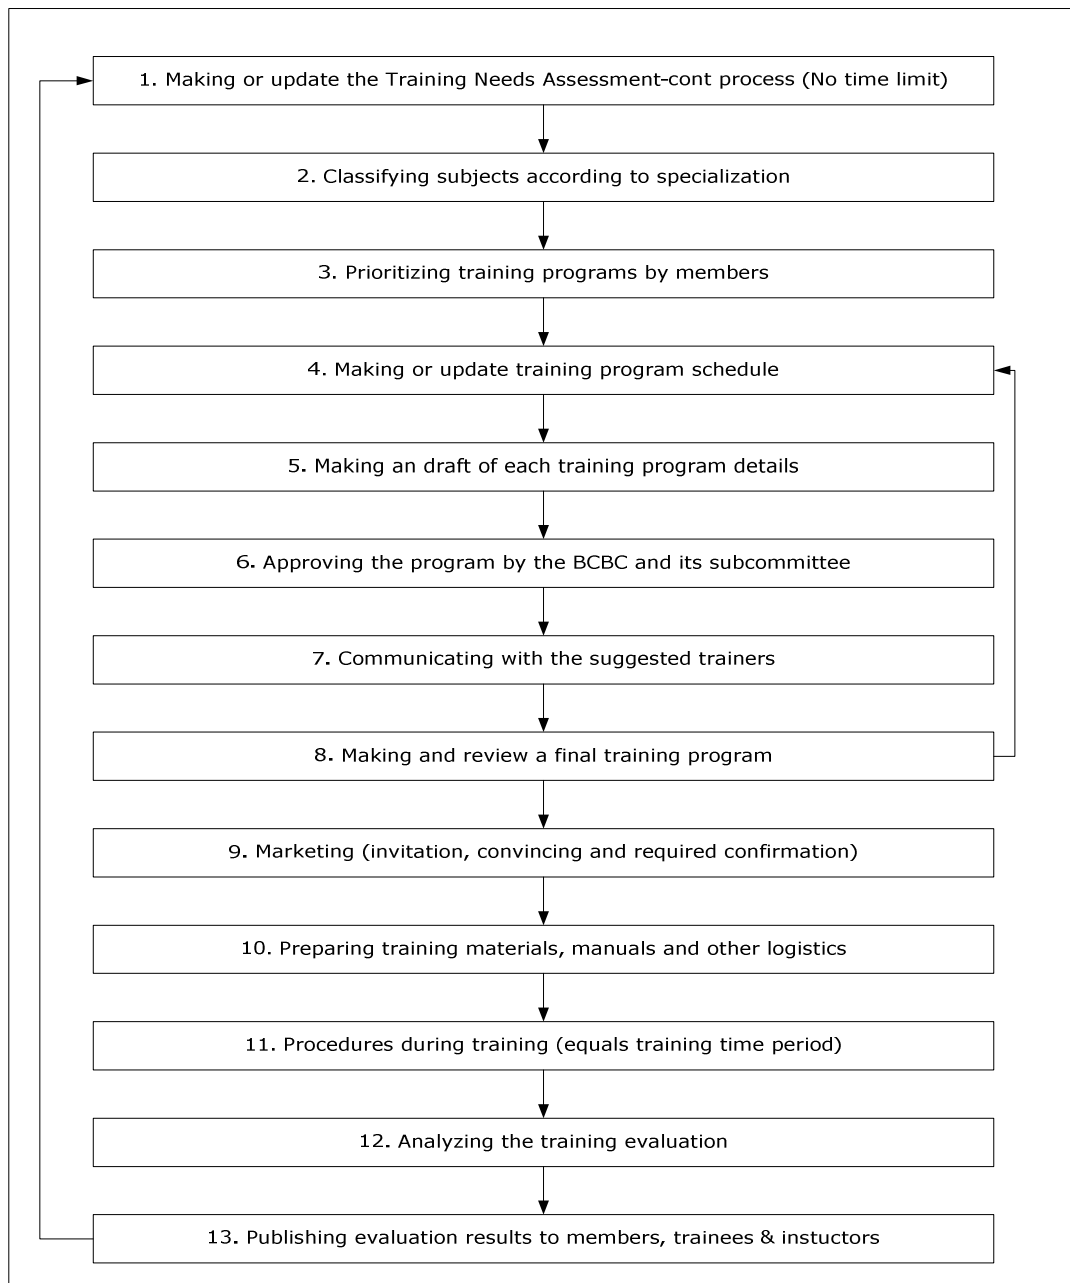 1. Making or update the Training Needs Assessment-cont process (No time limit)
2. Classifying subjects according to specialization
3. Prioritizing training programs by members
4. Making or update training program schedule
5. Making an draft of each training program details
6. Approving the program by the BCBC and its subcommittee
7. Communicating with the suggested trainers
8. Making and review a final training program
9. Marketing (invitation, convincing and required confirmation)
10. Preparing training materials, manuals and other logistics
11. Procedures during training (equals training time period)
12. Analyzing the training evaluation
13. Publishing evaluation results to members, trainees & instuctors